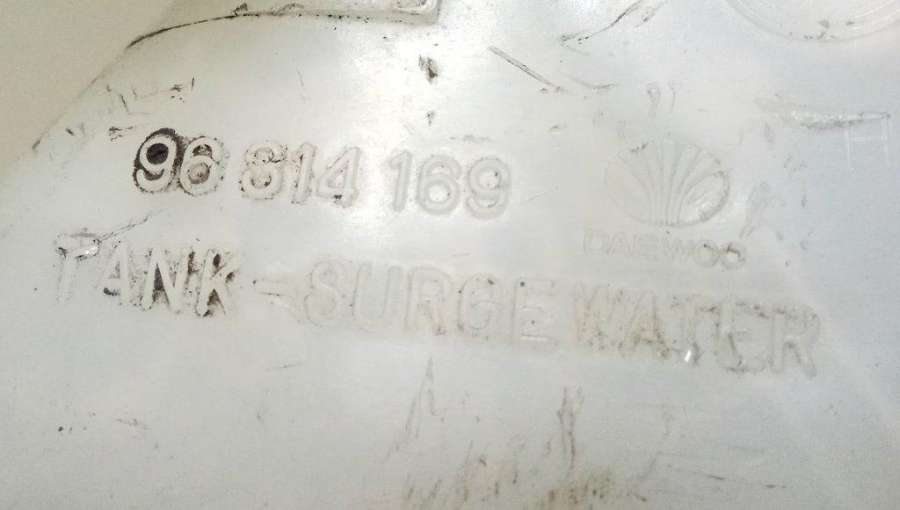 96 814 169
DAEWOO
TANK-SURGE WATER